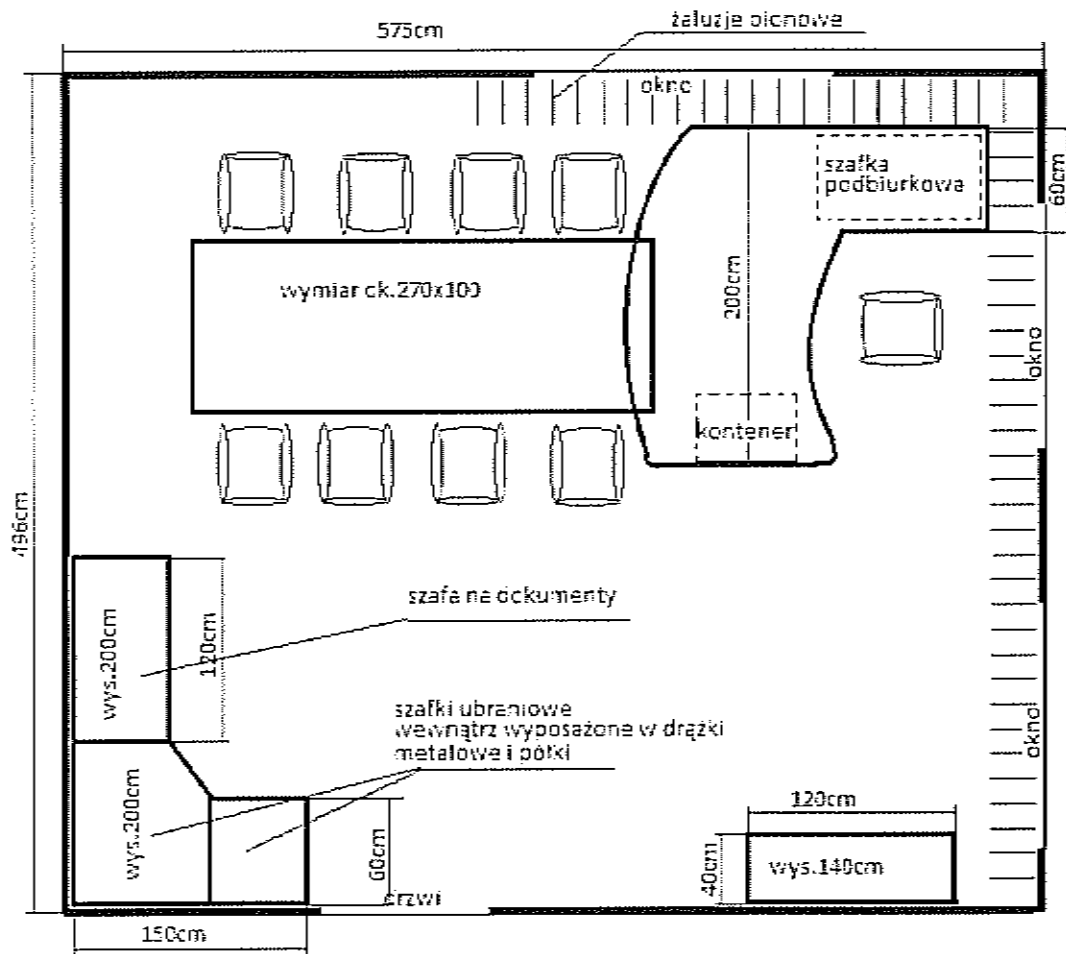 575cm
żaluzje pionowe
okno
szafka
podbiurkowa
60cm
wymiar ok.270x100
200cm
okno
kontener
496cm
szafa na dokumenty
wys.200cm
120cm
szafki ubraniowe
wewnątrz wyposażone w drążki
metalowe i półki
okno
wys.200cm
60cm
120cm
40cm
wys.140cm
drzwi
150cm